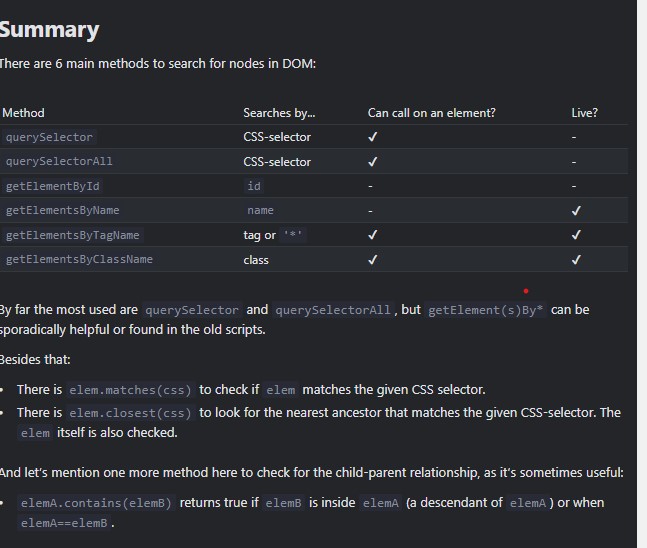 Summary
There are 6 main methods to search for nodes in DOM:
Method Searches by... Can call on an element? Live?
querySelector CSS-selector ✔ -
querySelectorAll CSS-selector ✔ -
getElementById id - -
getElementsByName name - ✔
getElementsByTagName tag or '*' ✔ ✔
getElementsByClassName class ✔ ✔
By far the most used are querySelector and querySelectorAll, but getElement(s)By* can be
sporadically helpful or found in the old scripts.
Besides that:
• There is elem.matches(css) to check if elem matches the given CSS selector.
• There is elem.closest(css) to look for the nearest ancestor that matches the given CSS-selector. The
elem itself is also checked.
And let's mention one more method here to check for the child-parent relationship, as it's sometimes useful:
• elemA.contains(elemB) returns true if elemB is inside elemA (a descendant of elemA) or when
elemA==elemB.